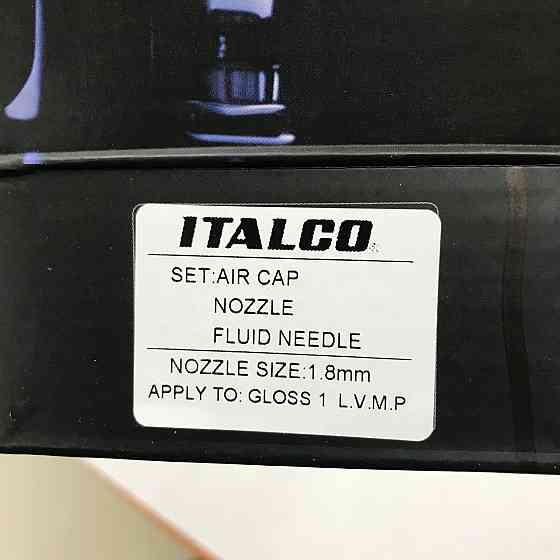 ITALCO
SET:AIR CAP
NOZZLE
FLUID NEEDLE
NOZZLE SIZE:1.8mm
APPLY TO: GLOSS 1 L.V.M.P